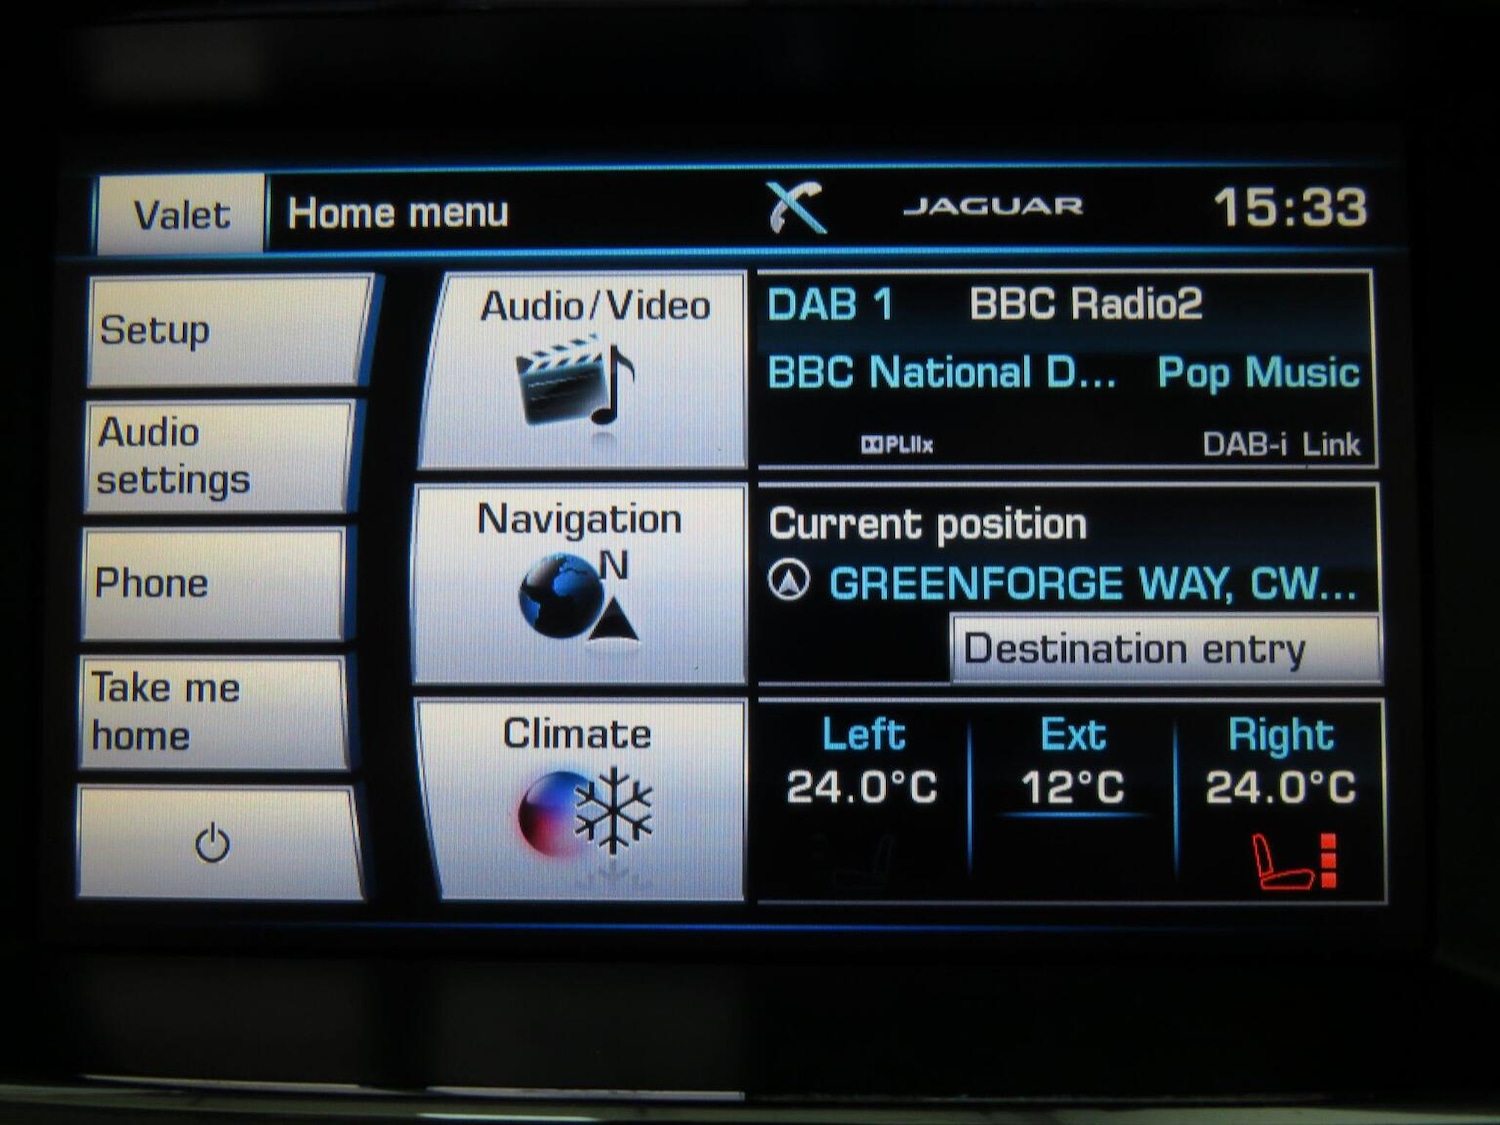 Valet
Home menu
JAGUAR
15:33
Setup
Audio
settings
Phone
Take me
home
Audio/Video
Navigation
N
Climate
DAB 1 BBC Radio2
BBC National D... Pop Music
PLIIx DAB-i Link
Current position
GREENFORGE WAY, CW...
Destination entry
Left Ext Right
24.0°C 12°C 24.0°C